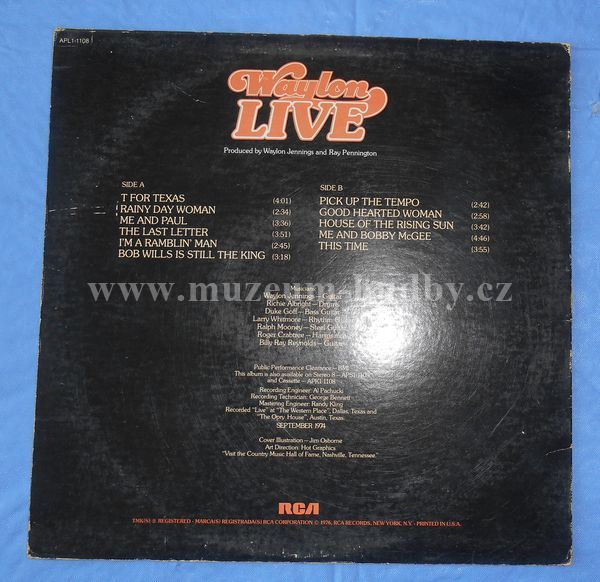 APL1-1108
Waylon
LIVE
Produced by Waylon Jennings and Ray Pennington
SIDE A
T FOR TEXAS (4:01)
RAINY DAY WOMAN (2:34)
ME AND PAUL (3:36)
THE LAST LETTER (3:51)
I'M A RAMBLIN' MAN (2:45)
BOB WILLS IS STILL THE KING (3:18)
SIDE B
PICK UP THE TEMPO (2:42)
GOOD HEARTED WOMAN (2:58)
HOUSE OF THE RISING SUN (3:42)
ME AND BOBBY McGEE (4:46)
THIS TIME (3:55)
www.muzeum-hudby.cz
Musicians
Waylon Jennings — Guitar
Richie Albright — Drums
Duke Goff — Bass Guitar
Larry Whitmore — Rhythm
Ralph Mooney — Steel Guitar
Roger Crabtree — Harmonica
Billy Ray Reynolds — Guitar
Public Performance Clearance — BMI
This album is also available on Stereo 8 — APS1-1108
and Cassette — APK1-1108
Recording Engineer: Al Pachucki
Recording Technician: George Bennett
Mastering Engineer: Randy Kling
Recorded "Live" at "The Western Place", Dallas, Texas and
"The Opry House", Austin, Texas.
SEPTEMBER 1974
Cover Illustration — Jim Osborne
Art Direction: Hot Graphics
"Visit the Country Music Hall of Fame, Nashville, Tennessee."
RCA
TMK(S) ® REGISTERED • MARCA(S) REGISTRADA(S) RCA CORPORATION © 1976, RCA RECORDS, NEW YORK, N.Y. • PRINTED IN U.S.A.